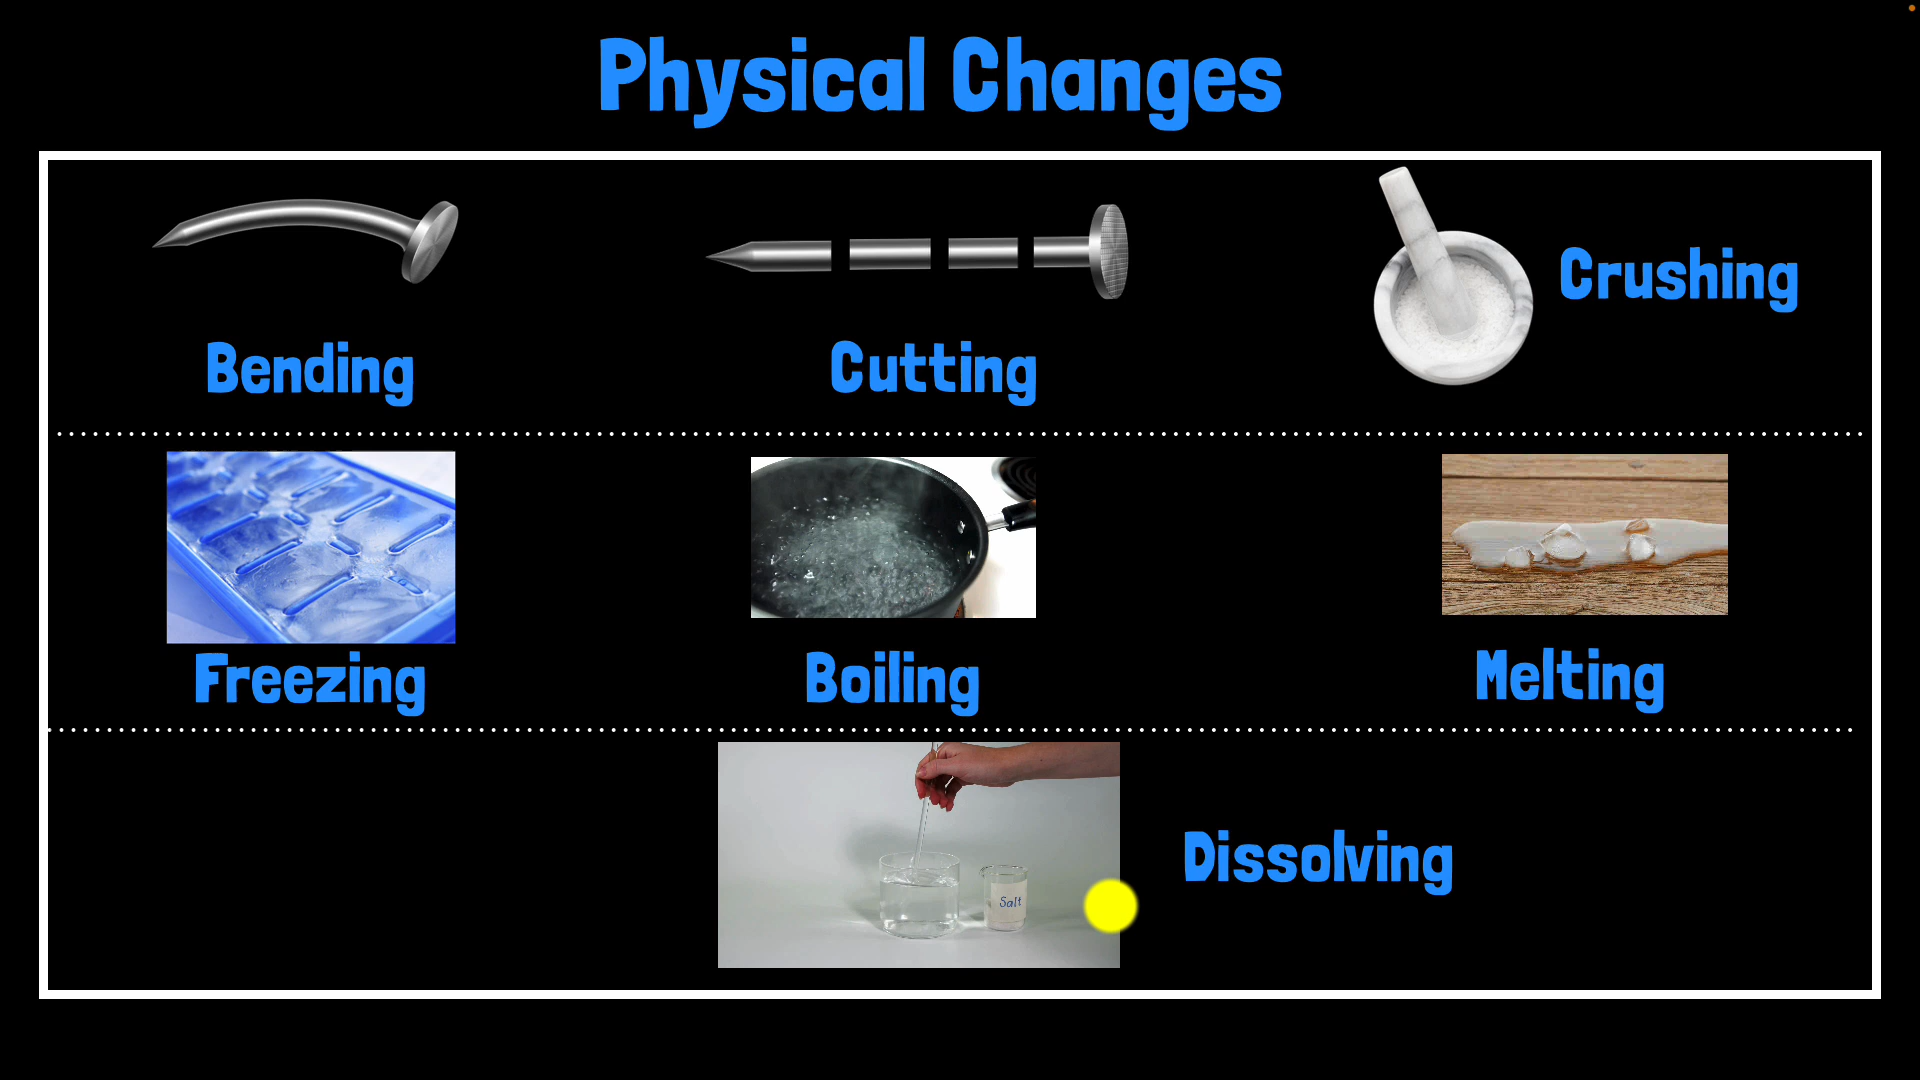 Physical Changes
Crushing
Bending
Cutting
Freezing
Boiling
Melting
Salt
Dissolving